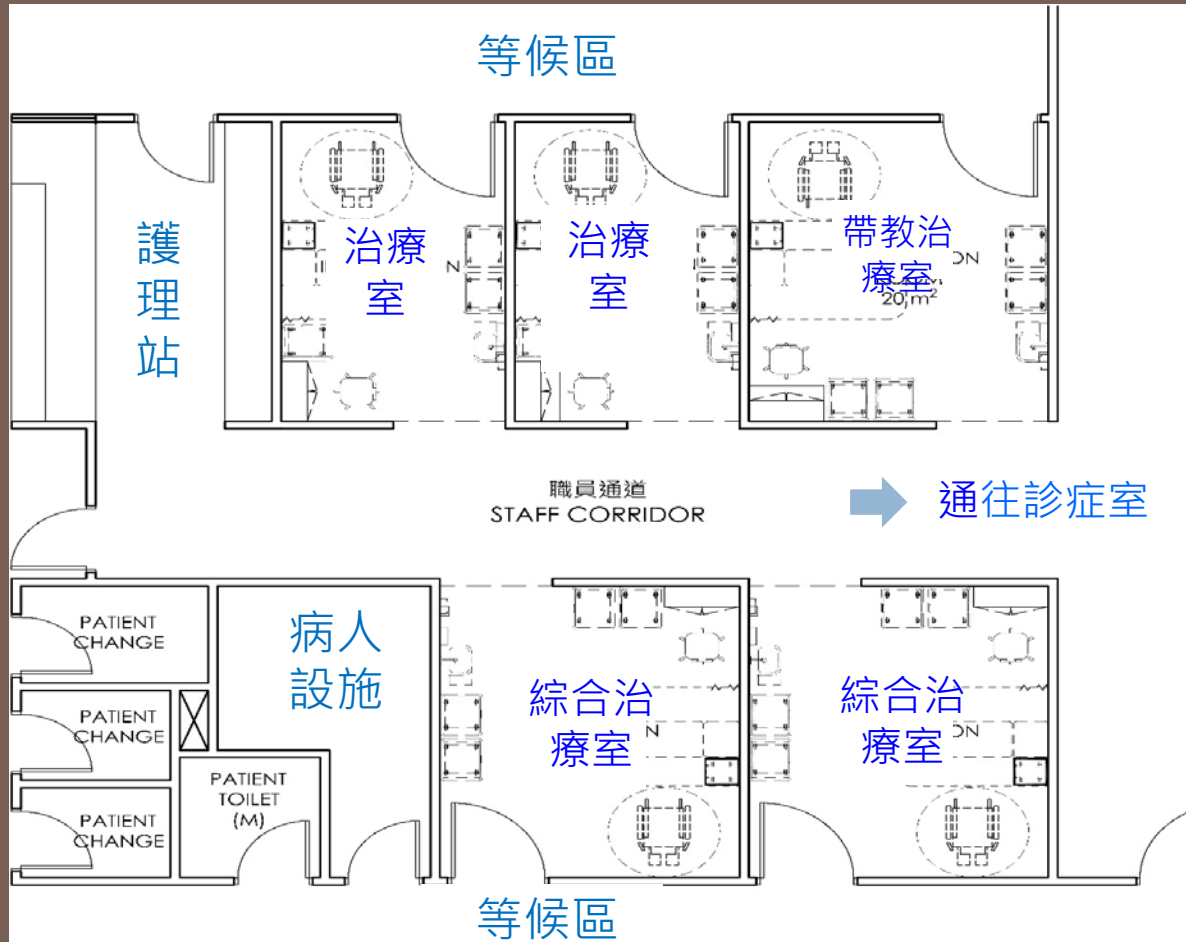 等候區
護
理
站
治療
室
N
治療
室
帶教治
療室
ON
20 m²
職員通道
STAFF CORRIDOR
通往診症室
PATIENT
CHANGE
病人
設施
PATIENT
CHANGE
PATIENT
CHANGE
PATIENT
TOILET
(M)
綜合治
療室
N
綜合治
療室
ON
等候區